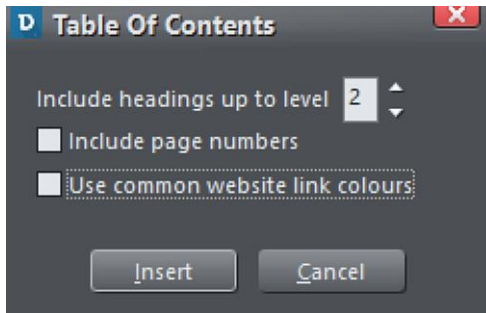 D Table Of Contents
Include headings up to level 2
Include page numbers
Use common website link colours
Insert Cancel